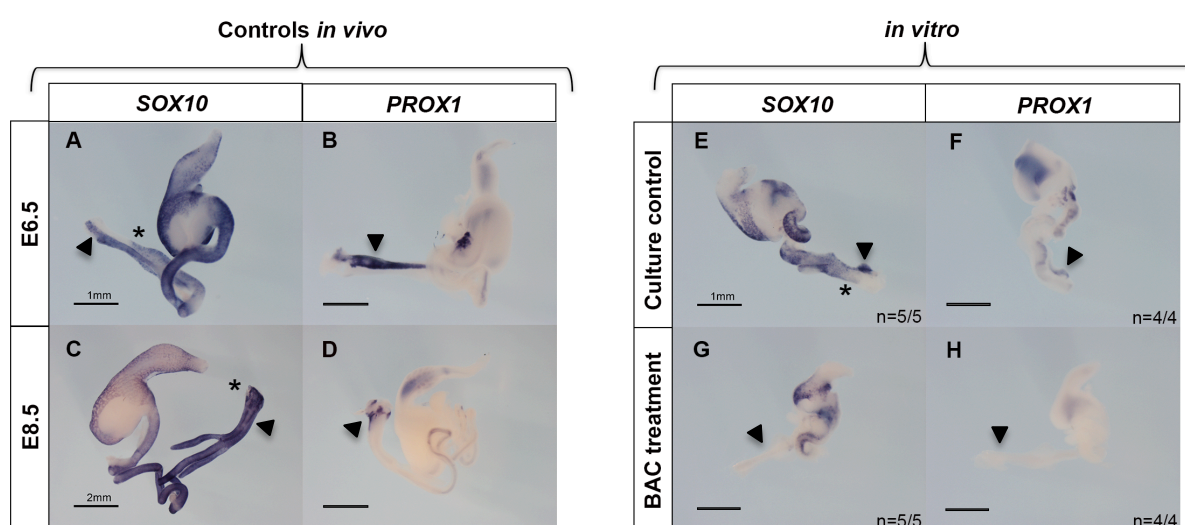 Controls in vivo
in vitro
SOX10
PROX1
SOX10
PROX1
E6.5
A
*
1mm
B
Culture control
E
1mm
*
n=5/5
F
n=4/4
E8.5
C
*
2mm
D
BAC treatment
G
n=5/5
H
n=4/4